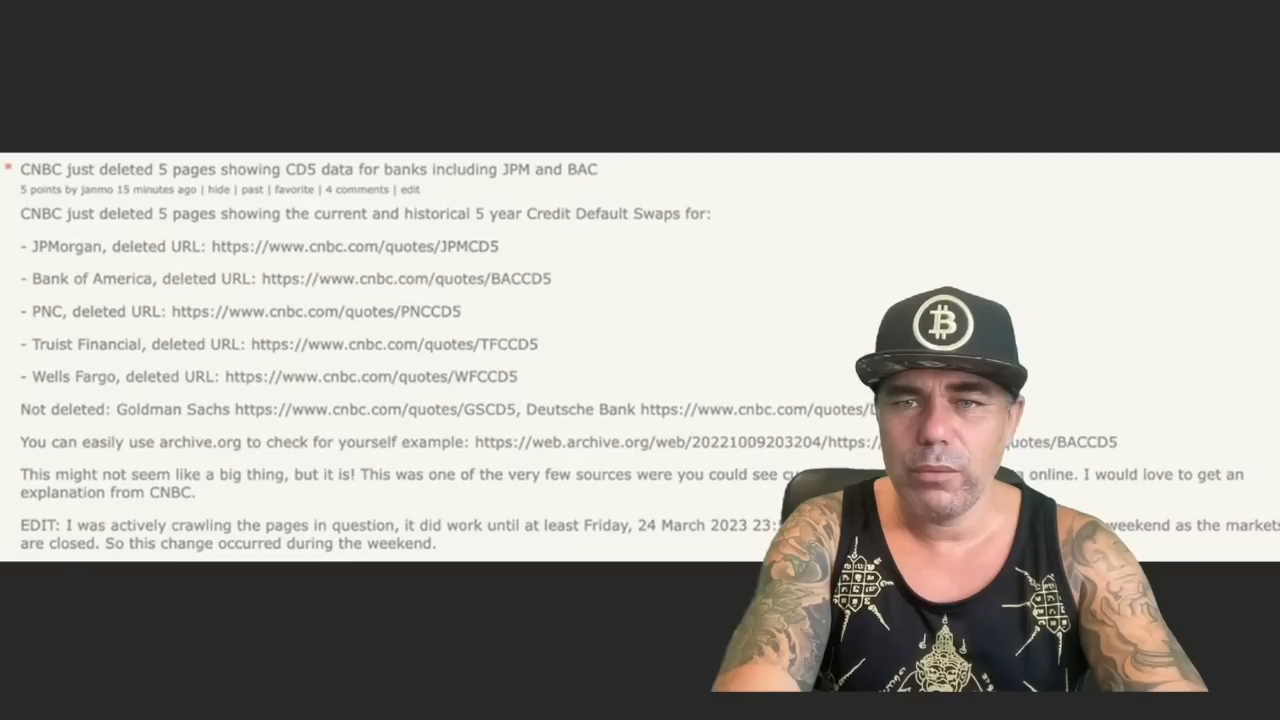 * CNBC just deleted 5 pages showing CD5 data for banks including JPM and BAC
5 points by janmo 15 minutes ago | hide | past | favorite | 4 comments | edit
CNBC just deleted 5 pages showing the current and historical 5 year Credit Default Swaps for:
- JPMorgan, deleted URL: https://www.cnbc.com/quotes/JPMCD5
- Bank of America, deleted URL: https://www.cnbc.com/quotes/BACCD5
- PNC, deleted URL: https://www.cnbc.com/quotes/PNCCD5
- Truist Financial, deleted URL: https://www.cnbc.com/quotes/TFCCD5
- Wells Fargo, deleted URL: https://www.cnbc.com/quotes/WFCCD5
Not deleted: Goldman Sachs https://www.cnbc.com/quotes/GSCD5, Deutsche Bank https://www.cnbc.com/quotes/
You can easily use archive.org to check for yourself example: https://web.archive.org/web/20221009203204/https:/ uotes/BACCD5
This might not seem like a big thing, but it is! This was one of the very few sources were you could see online. I would love to get an
explanation from CNBC.
EDIT: I was actively crawling the pages in question, it did work until at least Friday, 24 March 2023 23: weekend as the markets
are closed. So this change occurred during the weekend.